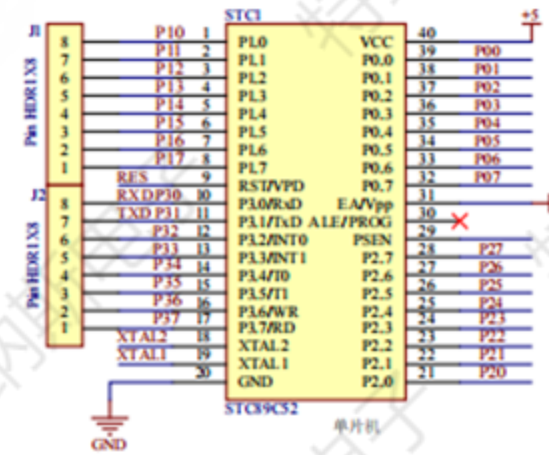 STC1
J1
Pin HDR1X8
8 P10 1 P1.0 VCC 40 +5
7 P11 2 P1.1 P0.0 39 P00
6 P12 3 P1.2 P0.1 38 P01
5 P13 4 P1.3 P0.2 37 P02
4 P14 5 P1.4 P0.3 36 P03
3 P15 6 P1.5 P0.4 35 P04
2 P16 7 P1.6 P0.5 34 P05
1 P17 8 P1.7 P0.6 33 P06
RES 9 RST/VPD P0.7 32 P07
J2
Pin HDR1X8
8 RXD P30 10 P3.0/RxD EA/Vpp 31
7 TXD P31 11 P3.1/TxD ALE/PROG 30
6 P32 12 P3.2/INT0 PSEN 29
5 P33 13 P3.3/INT1 P2.7 28 P27
4 P34 14 P3.4/T0 P2.6 27 P26
3 P35 15 P3.5/T1 P2.5 26 P25
2 P36 16 P3.6/WR P2.4 25 P24
1 P37 17 P3.7/RD P2.3 24 P23
XTAL2 18 XTAL2 P2.2 23 P22
XTAL1 19 XTAL1 P2.1 22 P21
20 GND P2.0 21 P20
STC89C52
单片机
GND